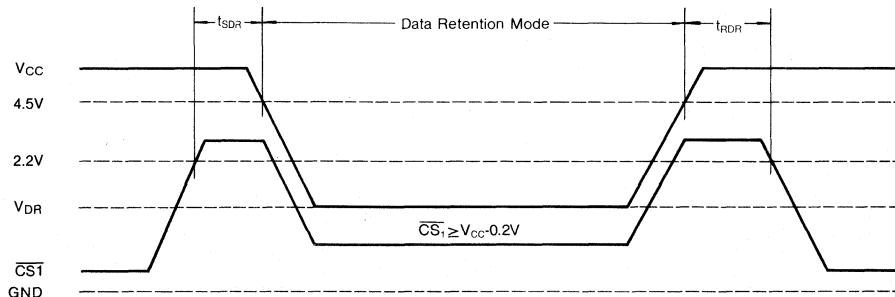 tSDR
Data Retention Mode
tRDR
VCC
4.5V
2.2V
VDR
CS1 ≥ VCC-0.2V
CS1
GND